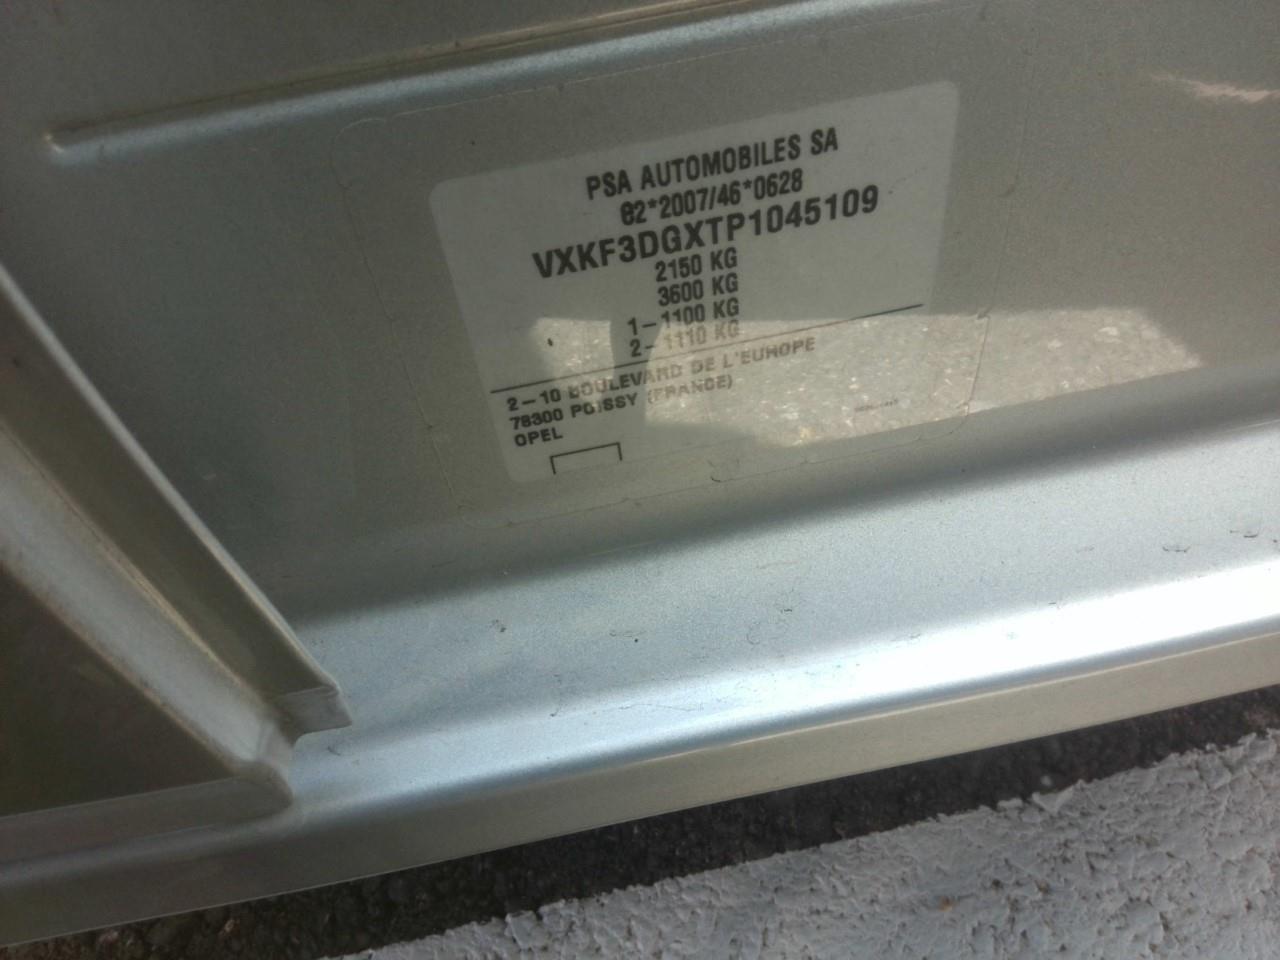 PSA AUTOMOBILES SA
e2*2007/46*0628
VXKF3DGXTP1045109
2150 KG
3600 KG
1-1100 KG
2-1110 KG
2-10 BOULEVARD DE L'EUROPE
78300 POISSY (FRANCE)
OPEL